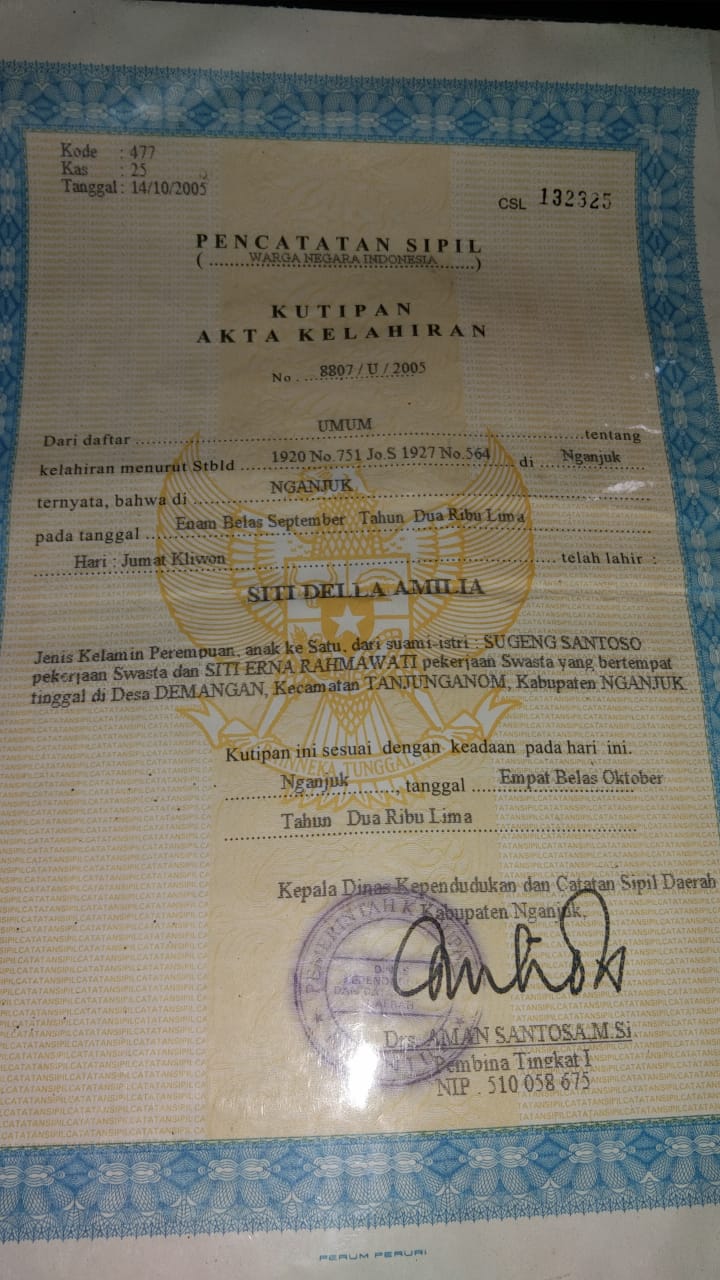 Kode : 477
Kas : 25
Tanggal : 14/10/2005
CSL 132325
PENCATATAN SIPIL
( WARGA NEGARA INDONESIA )
KUTIPAN
AKTA KELAHIRAN
No. 8807 / U / 2005
Dari daftar UMUM tentang
kelahiran menurut Stbld 1920 No.751 Jo.S 1927 No.564 di Nganjuk
ternyata, bahwa di NGANJUK
pada tanggal Enam Belas September Tahun Dua Ribu Lima
Hari : Jumat Kliwon telah lahir :
SITI DELLA AMILIA
Jenis Kelamin Perempuan, anak ke Satu, dari suami-istri : SUGENG SANTOSO
pekerjaan Swasta dan SITI ERNA RAHMAWATI pekerjaan Swasta yang bertempat
tinggal di Desa DEMANGAN, Kecamatan TANJUNGANOM, Kabupaten NGANJUK
Kutipan ini sesuai dengan keadaan pada hari ini.
Nganjuk, tanggal Empat Belas Oktober
Tahun Dua Ribu Lima
Kepala Dinas Kependudukan dan Catatan Sipil Daerah
Kabupaten Nganjuk,
Drs. AMAN SANTOSA,M.Si
Pembina Tingkat I
NIP . 510 058 675
PERUM PERURI